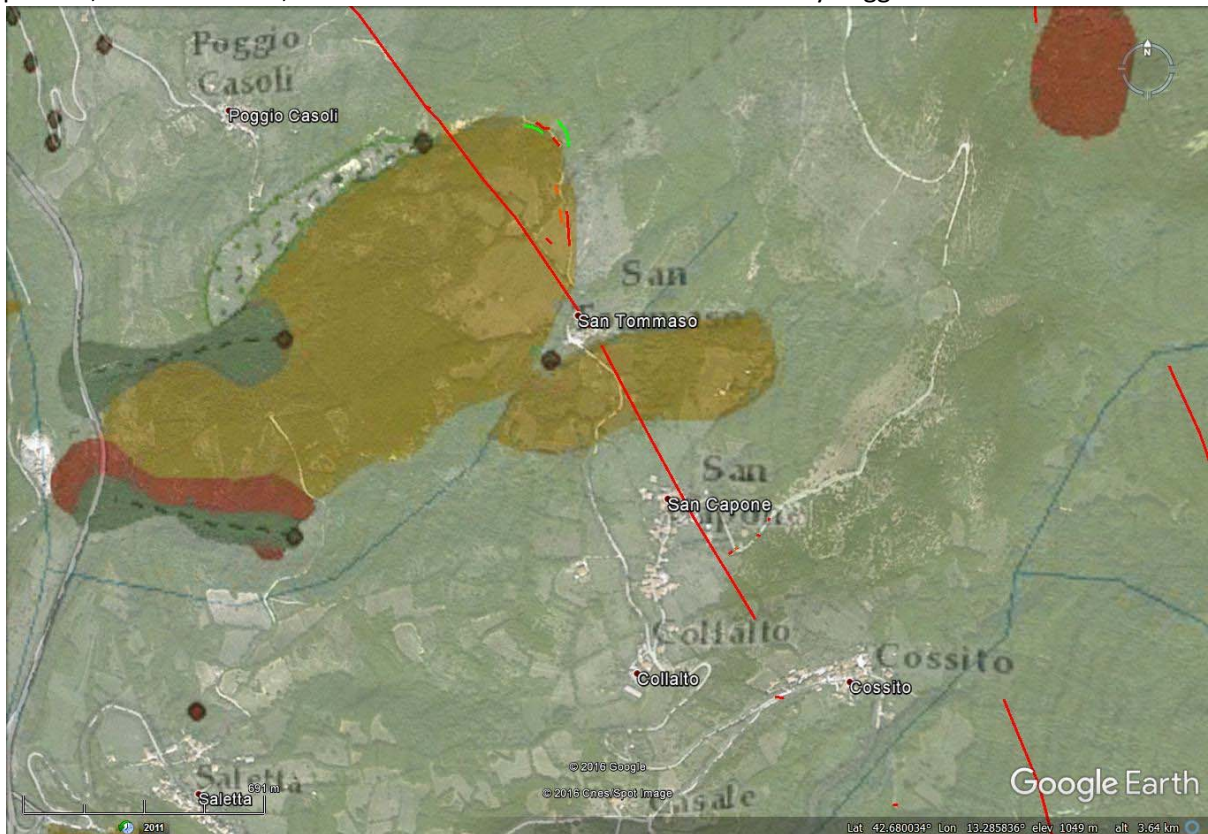 Poggio
Casoli
N
Poggio Casoli
San
San Tommaso
San
San Capone
Collalto
Cossito
Collalto
Cossito
© 2016 Google
Saletta
691 m
Saletta
© 2016 Cnes/Spot Image
Casale
Google Earth
2011
Lat 42.680034° Lon 13.285836° elev 1049 m alt 3.64 km